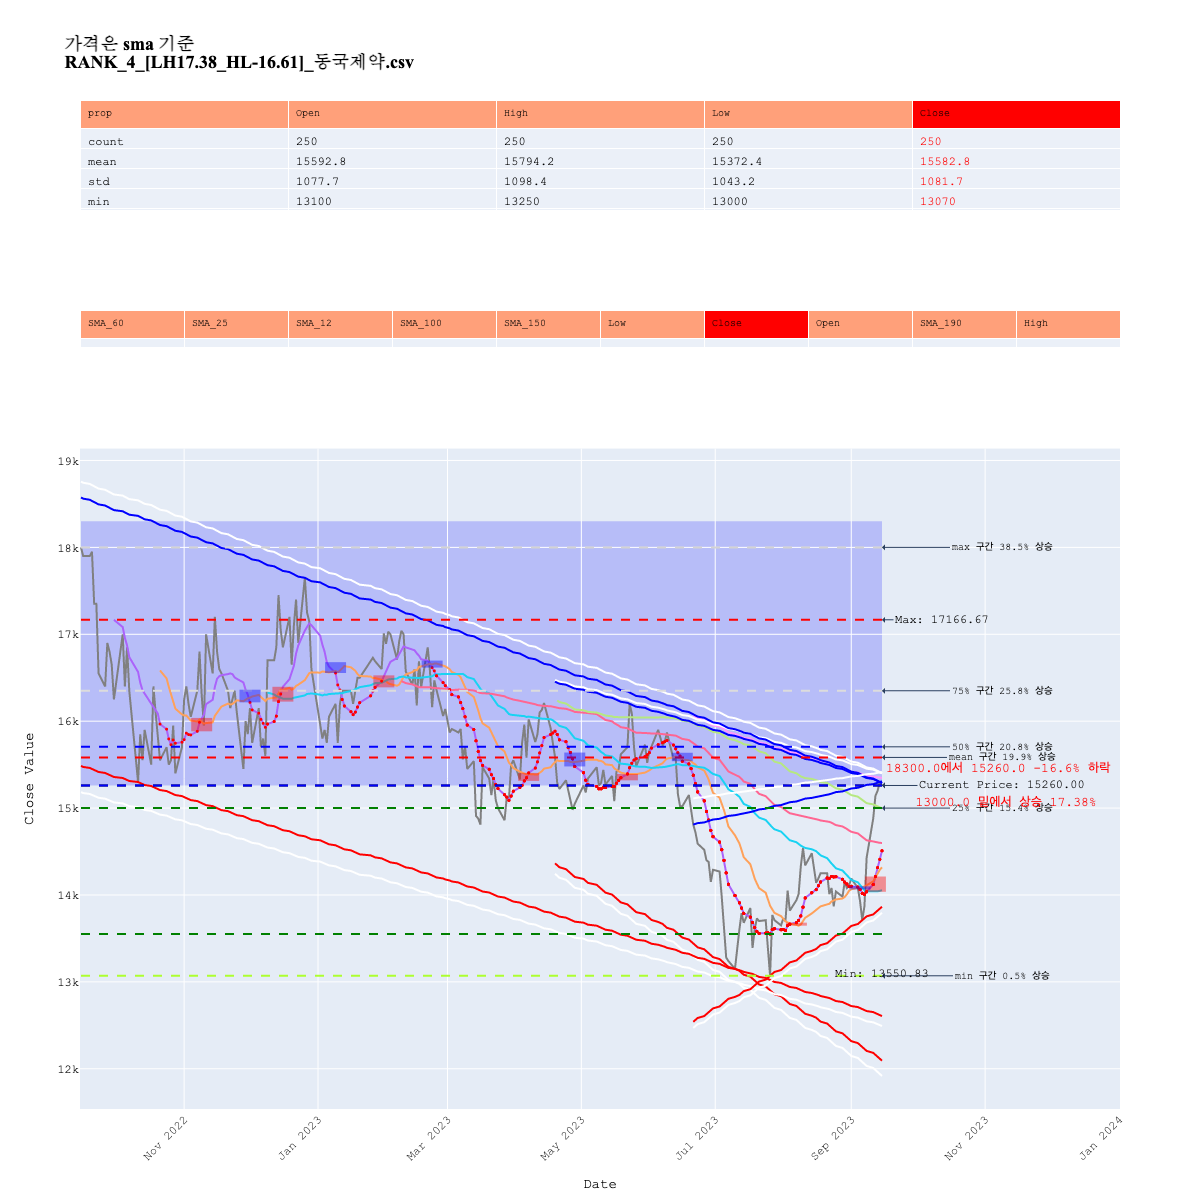 가격은 sma 기준
RANK_4_[LH17.38_HL-16.61]_동국제약.csv
prop Open High Low Close
count 250 250 250 250
mean 15592.8 15794.2 15372.4 15582.8
std 1077.7 1098.4 1043.2 1081.7
min 13100 13250 13000 13070
SMA_60 SMA_25 SMA_12 SMA_100 SMA_150 Low Close Open SMA_190 High
19k
18k
17k
16k
15k
14k
13k
12k
Close Value
max 구간 38.5% 상승
Max: 17166.67
75% 구간 25.8% 상승
50% 구간 20.8% 상승
mean 구간 19.9% 상승
18300.0에서 15260.0 -16.6% 하락
Current Price: 15260.00
13000.0 밑에서 상승 17.38%
25% 구간 15.4% 상승
Min: 13550.83
min 구간 0.5% 상승
Nov 2022
Jan 2023
Mar 2023
May 2023
Jul 2023
Sep 2023
Nov 2023
Jan 2024
Date